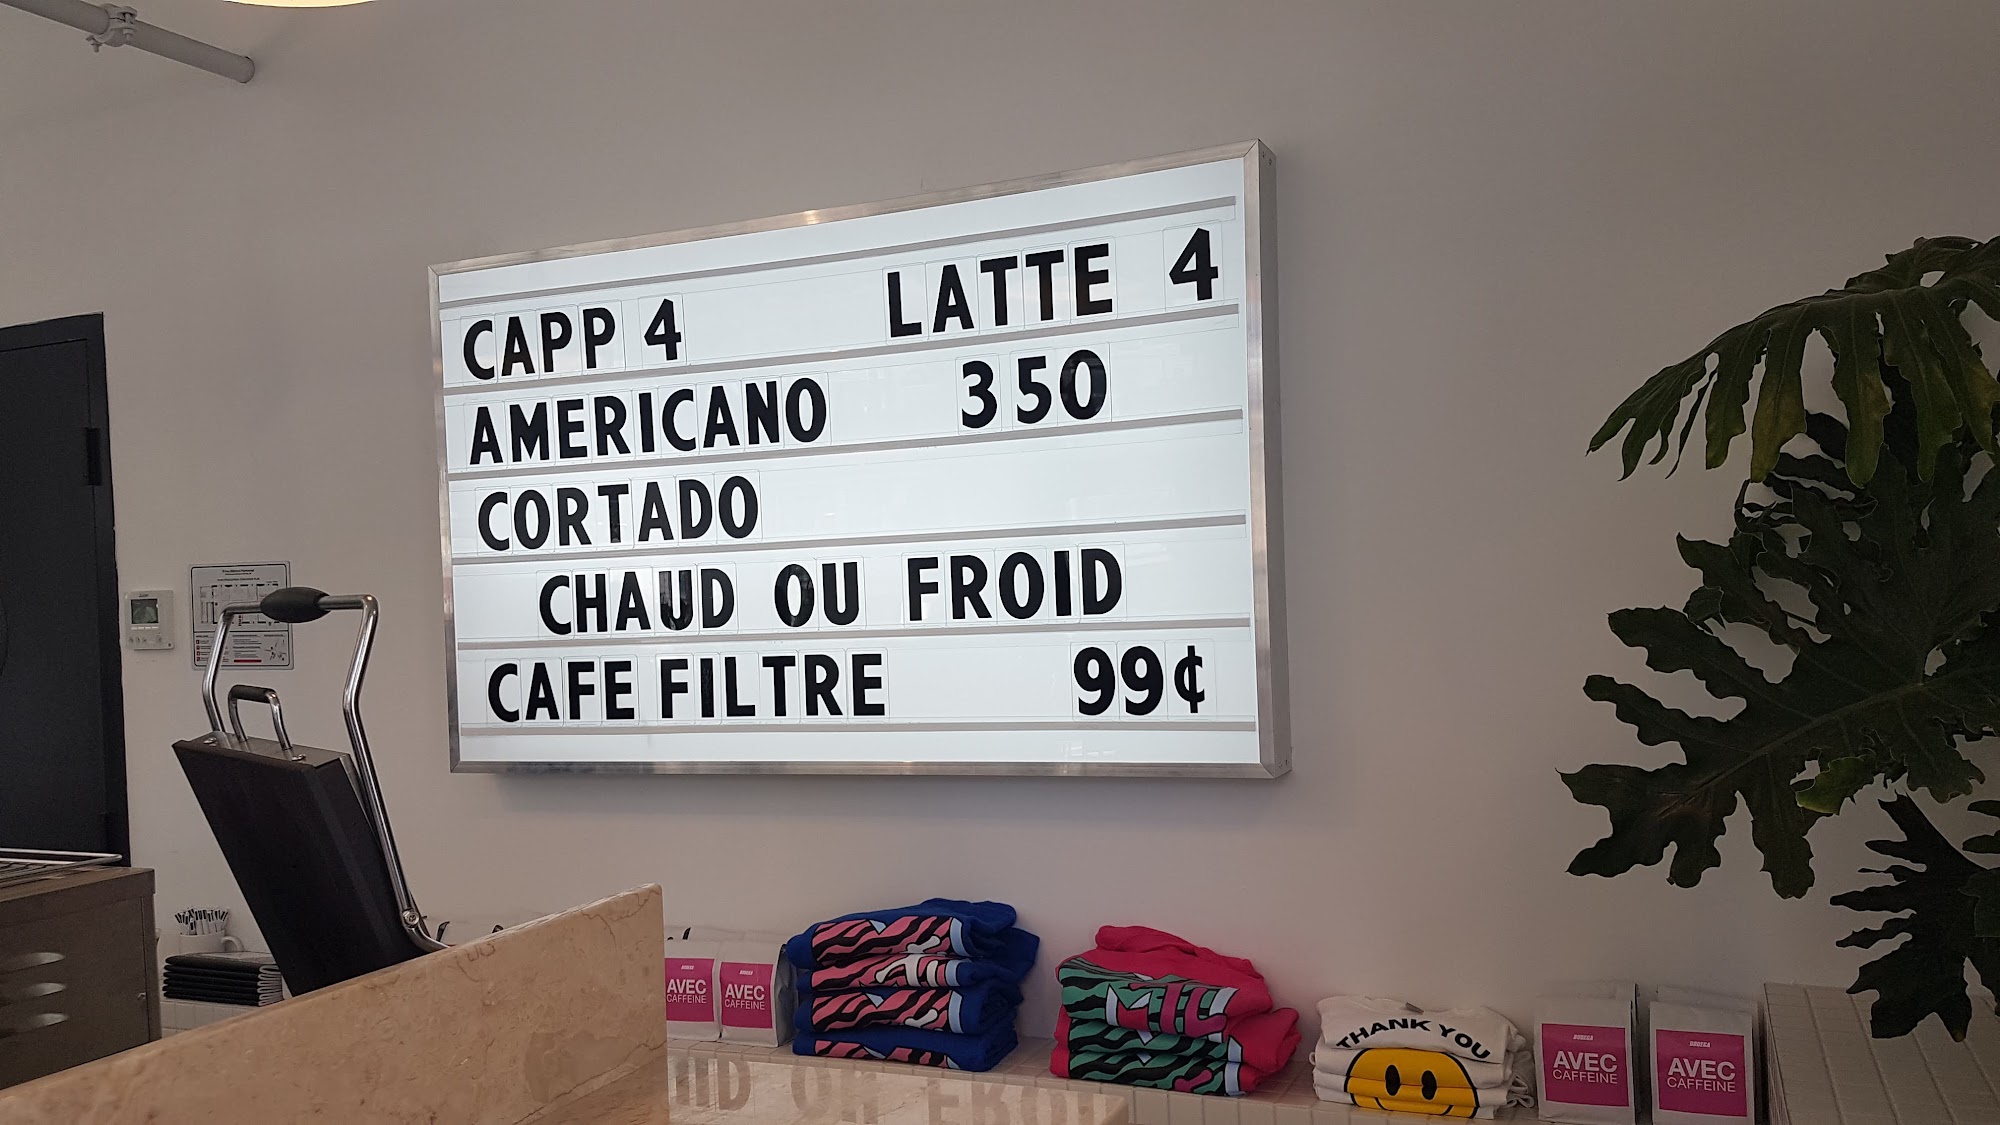 CAPP 4 LATTE 4
AMERICANO 350
CORTADO
CHAUD OU FROID
CAFE FILTRE 99¢
AVEC
CAFFEINE
AVEC
CAFFEINE
MTL
THANK YOU
AVEC
CAFFEINE
AVEC
CAFFEINE